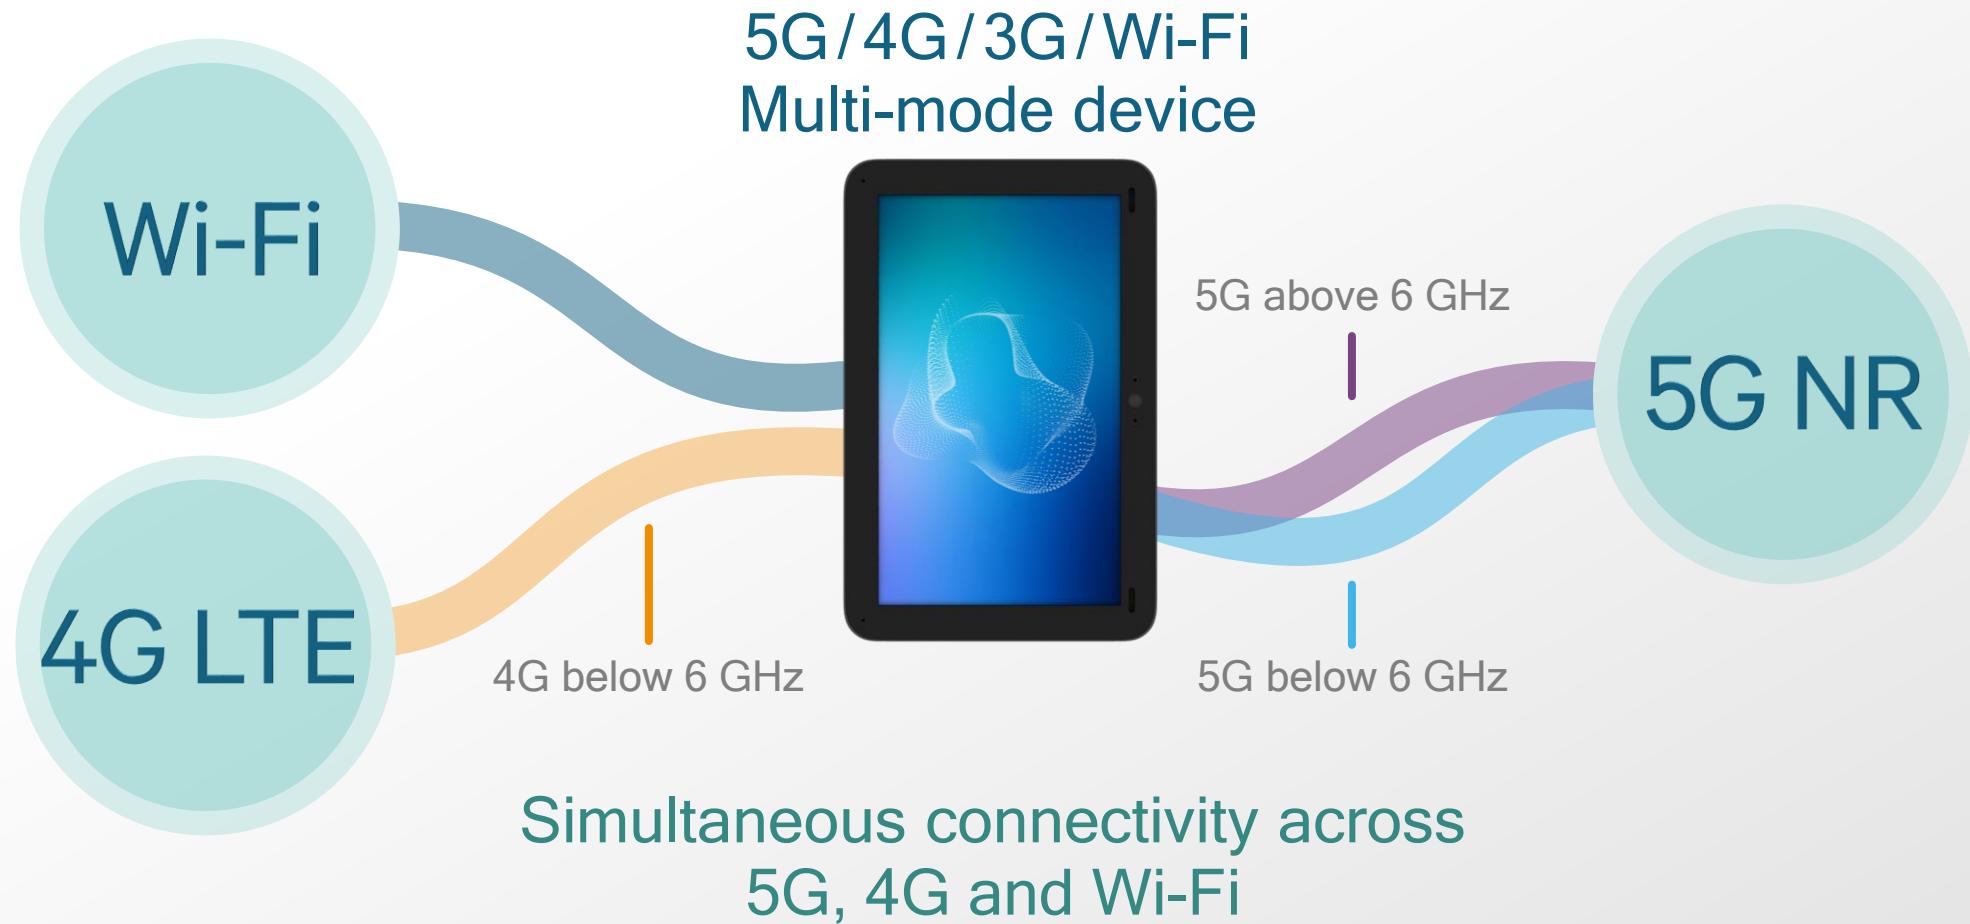 5G/4G/3G/Wi-Fi
Multi-mode device
Wi-Fi
5G above 6 GHz
5G NR
4G LTE
4G below 6 GHz
5G below 6 GHz
Simultaneous connectivity across
5G, 4G and Wi-Fi